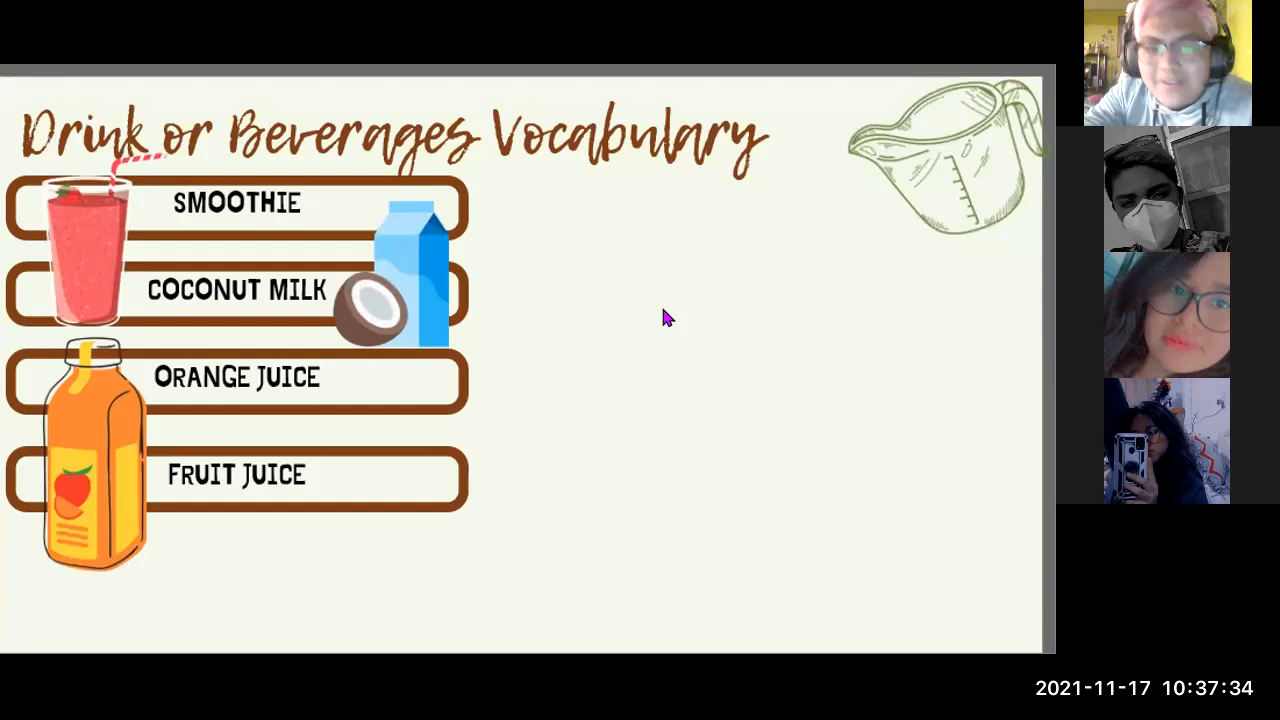 Drink or Beverages Vocabulary
SMOOTHIE
COCONUT MILK
ORANGE JUICE
FRUIT JUICE
2021-11-17 10:37:34